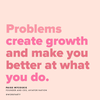 Problems
create growth
and make you
better at what
you do.